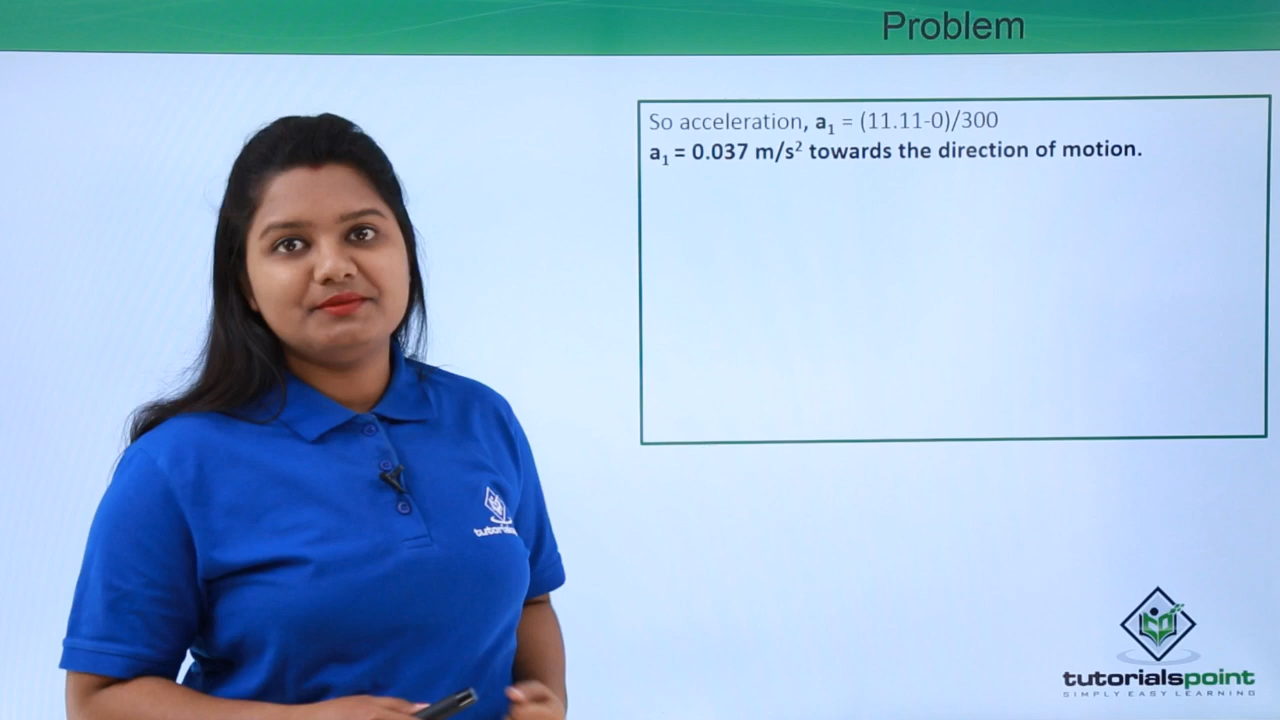 Problem
So acceleration, a₁ = (11.11-0)/300
a₁ = 0.037 m/s² towards the direction of motion.
tutorialspoint
SIMPLY EASY LEARNING